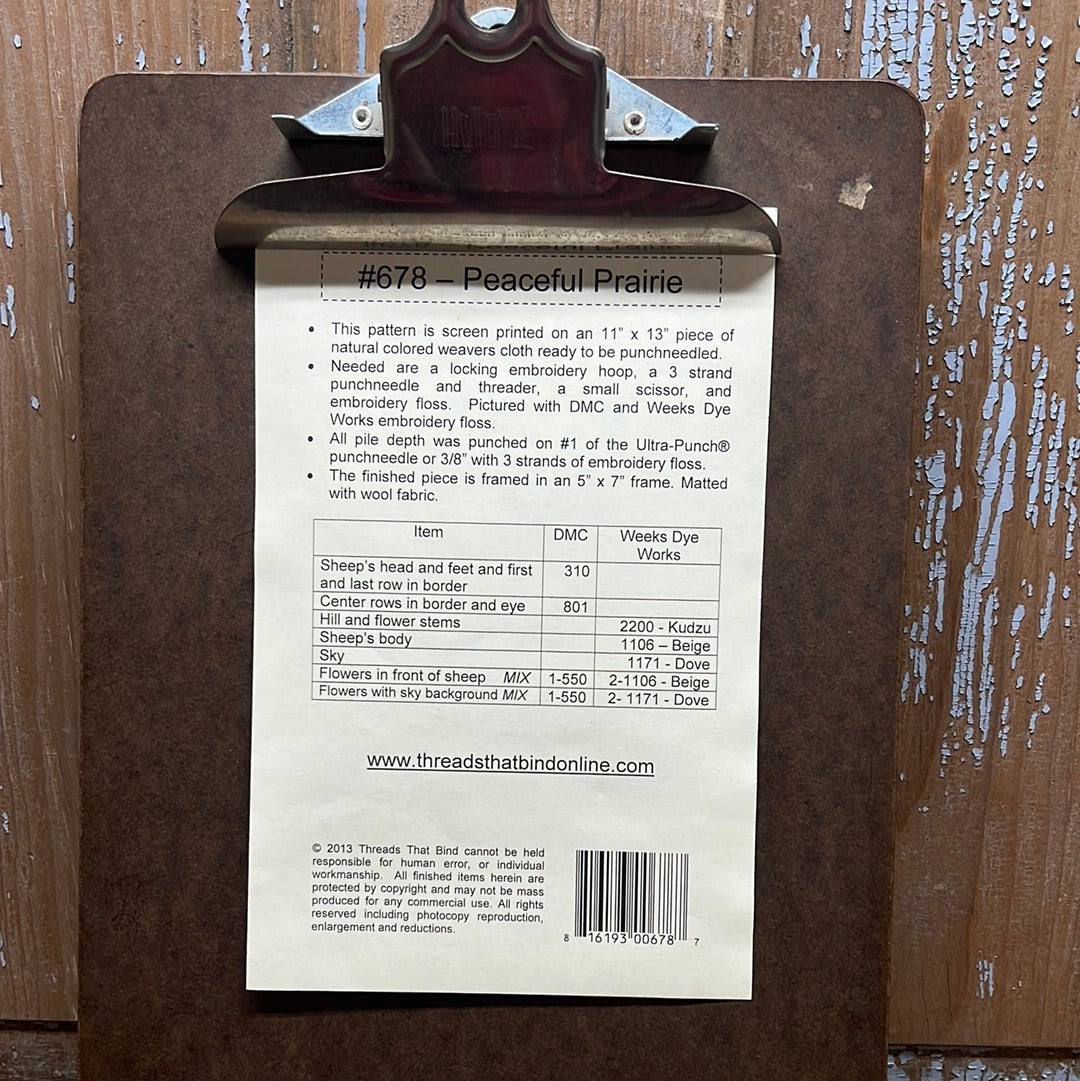 #678 – Peaceful Prairie
• This pattern is screen printed on an 11” x 13” piece of
natural colored weavers cloth ready to be punchneedled.
• Needed are a locking embroidery hoop, a 3 strand
punchneedle and threader, a small scissor, and
embroidery floss. Pictured with DMC and Weeks Dye
Works embroidery floss.
• All pile depth was punched on #1 of the Ultra-Punch®
punchneedle or 3/8” with 3 strands of embroidery floss.
• The finished piece is framed in an 5” x 7” frame. Matted
with wool fabric.
Item DMC Weeks Dye
Works
Sheep's head and feet and first 310
and last row in border
Center rows in border and eye 801
Hill and flower stems 2200 - Kudzu
Sheep's body 1106 – Beige
Sky 1171 - Dove
Flowers in front of sheep MIX 1-550 2-1106 - Beige
Flowers with sky background MIX 1-550 2- 1171 - Dove
www.threadsthatbindonline.com
© 2013 Threads That Bind cannot be held
responsible for human error, or individual
workmanship. All finished items herein are
protected by copyright and may not be mass
produced for any commercial use. All rights
reserved including photocopy reproduction,
enlargement and reductions.
8 16193 00678 7